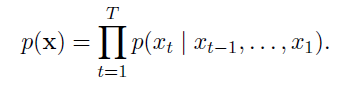 p(𝐱) = ∏_{t=1}^{T} p(x_t | x_{t−1}, . . . , x_1).